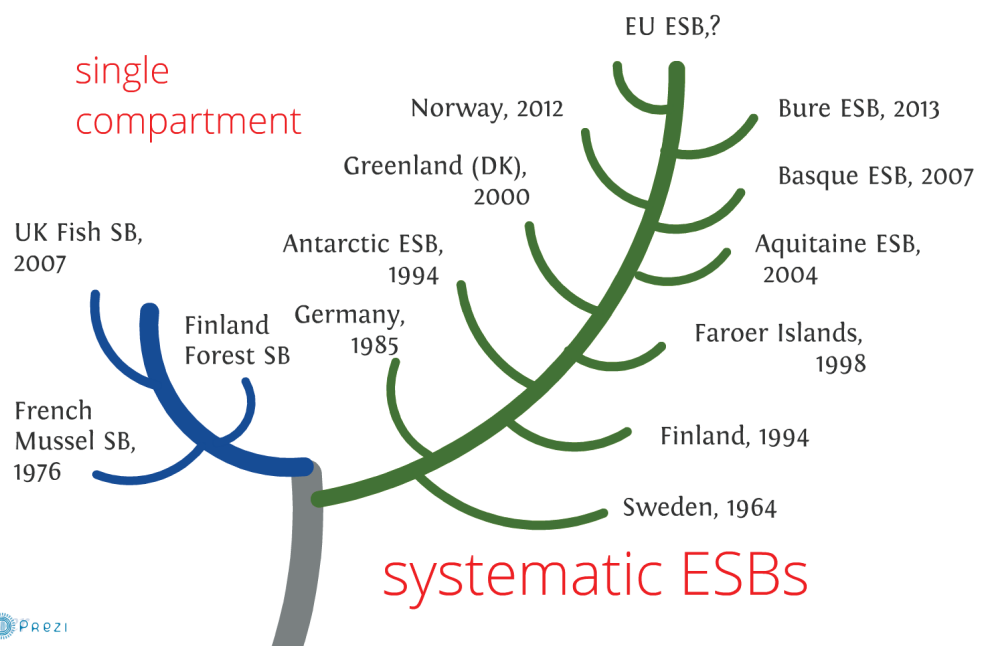 EU ESB,?
single
compartment
Norway, 2012
Bure ESB, 2013
Greenland (DK),
2000
Basque ESB, 2007
UK Fish SB,
2007
Antarctic ESB,
1994
Aquitaine ESB,
2004
Finland
Forest SB
Germany,
1985
Faroer Islands,
1998
French
Mussel SB,
1976
Finland, 1994
Sweden, 1964
systematic ESBs
PREZI